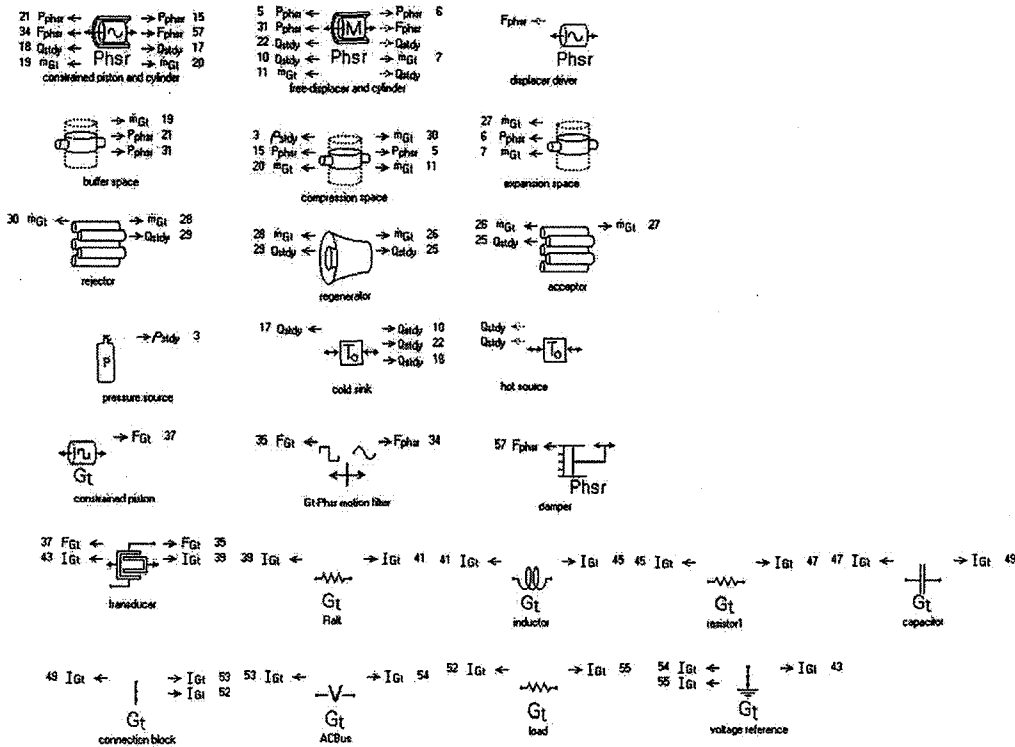 21 Pphsr Pphsr 15
34 Fphsr Fphsr 57
18 Qstdy Qstdy 17
19 ṁGt ṁGt 20
Phsr
constrained piston and cylinder
5 Pphsr Pphsr 6
31 Pphsr Fphsr
22 Qstdy Qstdy
10 Qstdy ṁGt 7
11 ṁGt Qstdy
M
Phsr
free-displacer and cylinder
Fphsr
Phsr
displacer driver
ṁGt 19
Pphsr 21
Pphsr 31
buffer space
3 ρstdy ṁGt 30
15 Pphsr Pphsr 5
20 ṁGt ṁGt 11
compression space
27 ṁGt
6 Pphsr
7 ṁGt
expansion space
30 ṁGt ṁGt 28
Qstdy 29
rejector
28 ṁGt ṁGt 26
29 Qstdy Qstdy 25
regenerator
26 ṁGt ṁGt 27
25 Qstdy
acceptor
ρstdy 3
P
pressure source
17 Qstdy Qstdy 10
Qstdy 22
Qstdy 18
To
cold sink
Qstdy
Qstdy
To
hot source
FGt 37
Gt
constrained piston
35 FGt Fphsr 34
Gt-Phsr motion filter
57 Fphsr
Phsr
damper
37 FGt FGt 35
43 IGt IGt 39
transducer
39 IGt IGt 41
Gt
Ralt
41 IGt IGt 45
Gt
inductor
45 IGt IGt 47
Gt
resistor1
47 IGt IGt 49
Gt
capacitor
49 IGt IGt 53
IGt 52
Gt
connection block
53 IGt IGt 54
V
Gt
ACBus
52 IGt IGt 55
Gt
load
54 IGt IGt 43
55 IGt
Gt
voltage reference